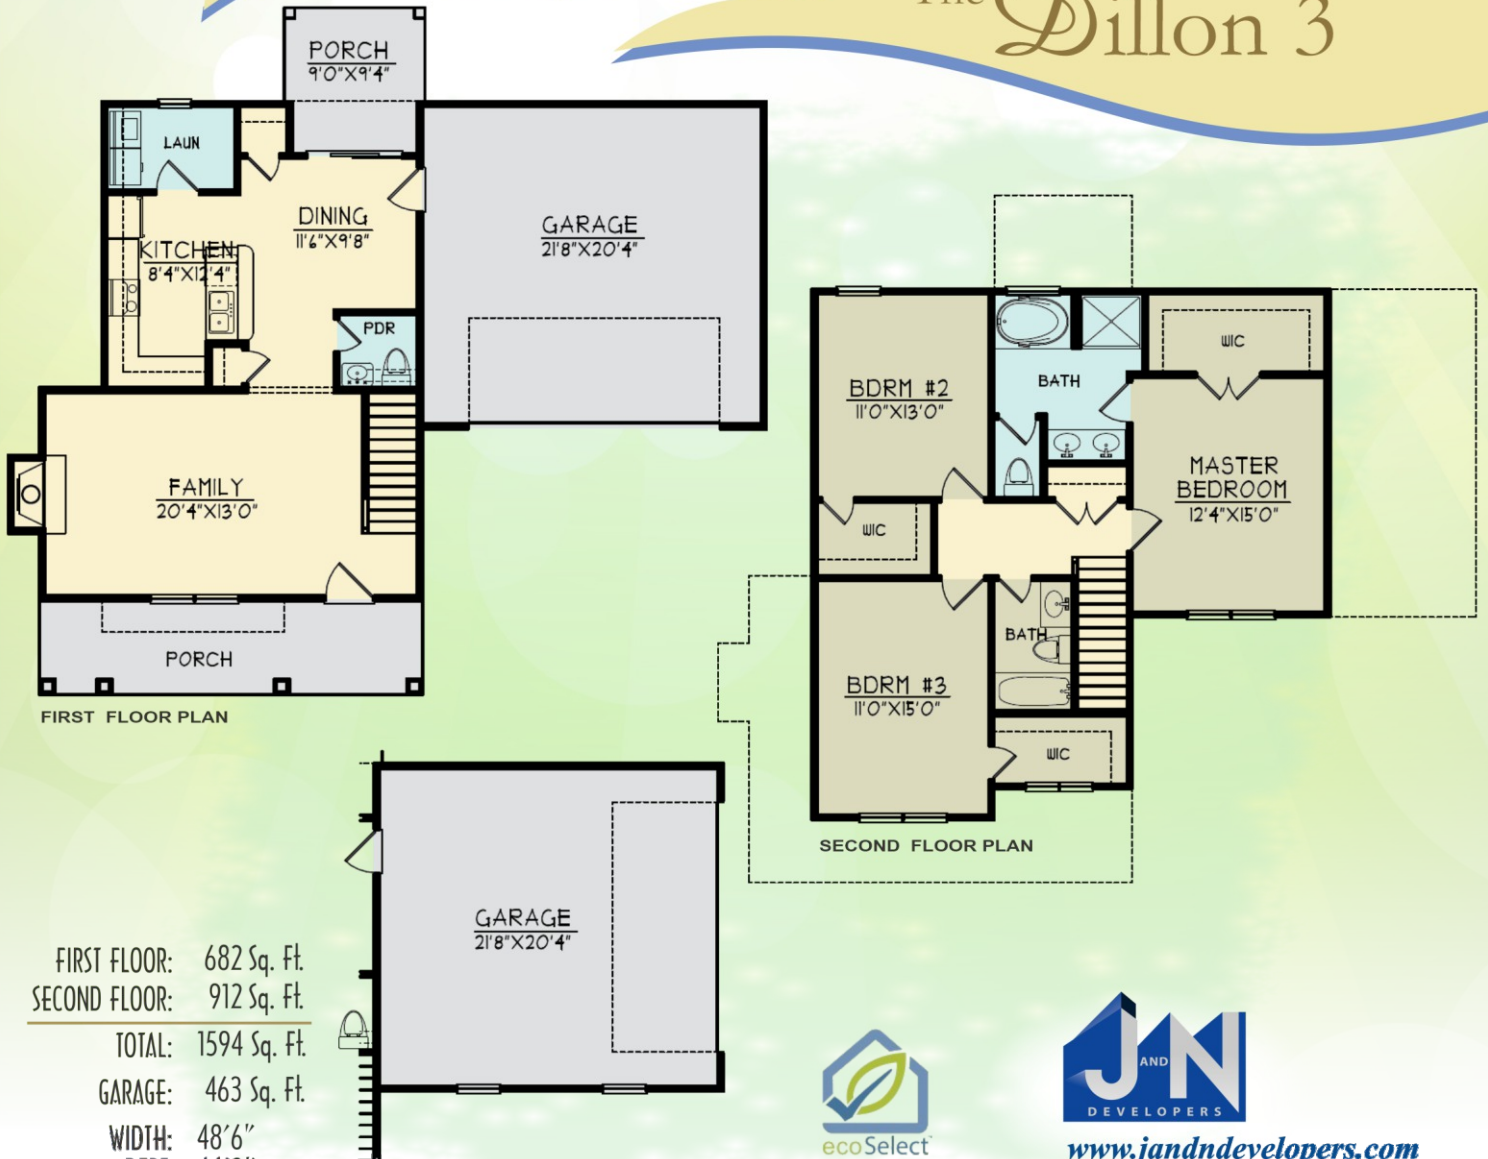 The
Dillon 3
PORCH
9'0"X9'4"
LAUN
DINING
11'6"X9'8"
KITCHEN
8'4"X12'4"
GARAGE
21'8"X20'4"
PDR
FAMILY
20'4"X13'0"
PORCH
FIRST FLOOR PLAN
BDRM #2
11'0"X13'0"
BATH
WIC
MASTER
BEDROOM
12'4"X15'0"
WIC
BATH
BDRM #3
11'0"X15'0"
WIC
SECOND FLOOR PLAN
GARAGE
21'8"X20'4"
FIRST FLOOR: 682 Sq. Ft.
SECOND FLOOR: 912 Sq. Ft.
TOTAL: 1594 Sq. Ft.
GARAGE: 463 Sq. Ft.
WIDTH: 48'6"
ecoSelect
J AND N
DEVELOPERS
www.jandndevelopers.com